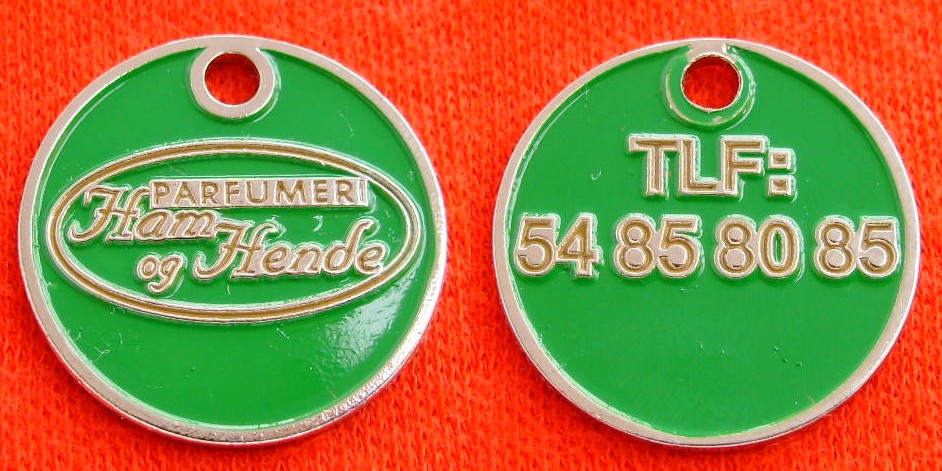 PARFUMERI
Ham
og Hende
TLF:
54 85 80 85